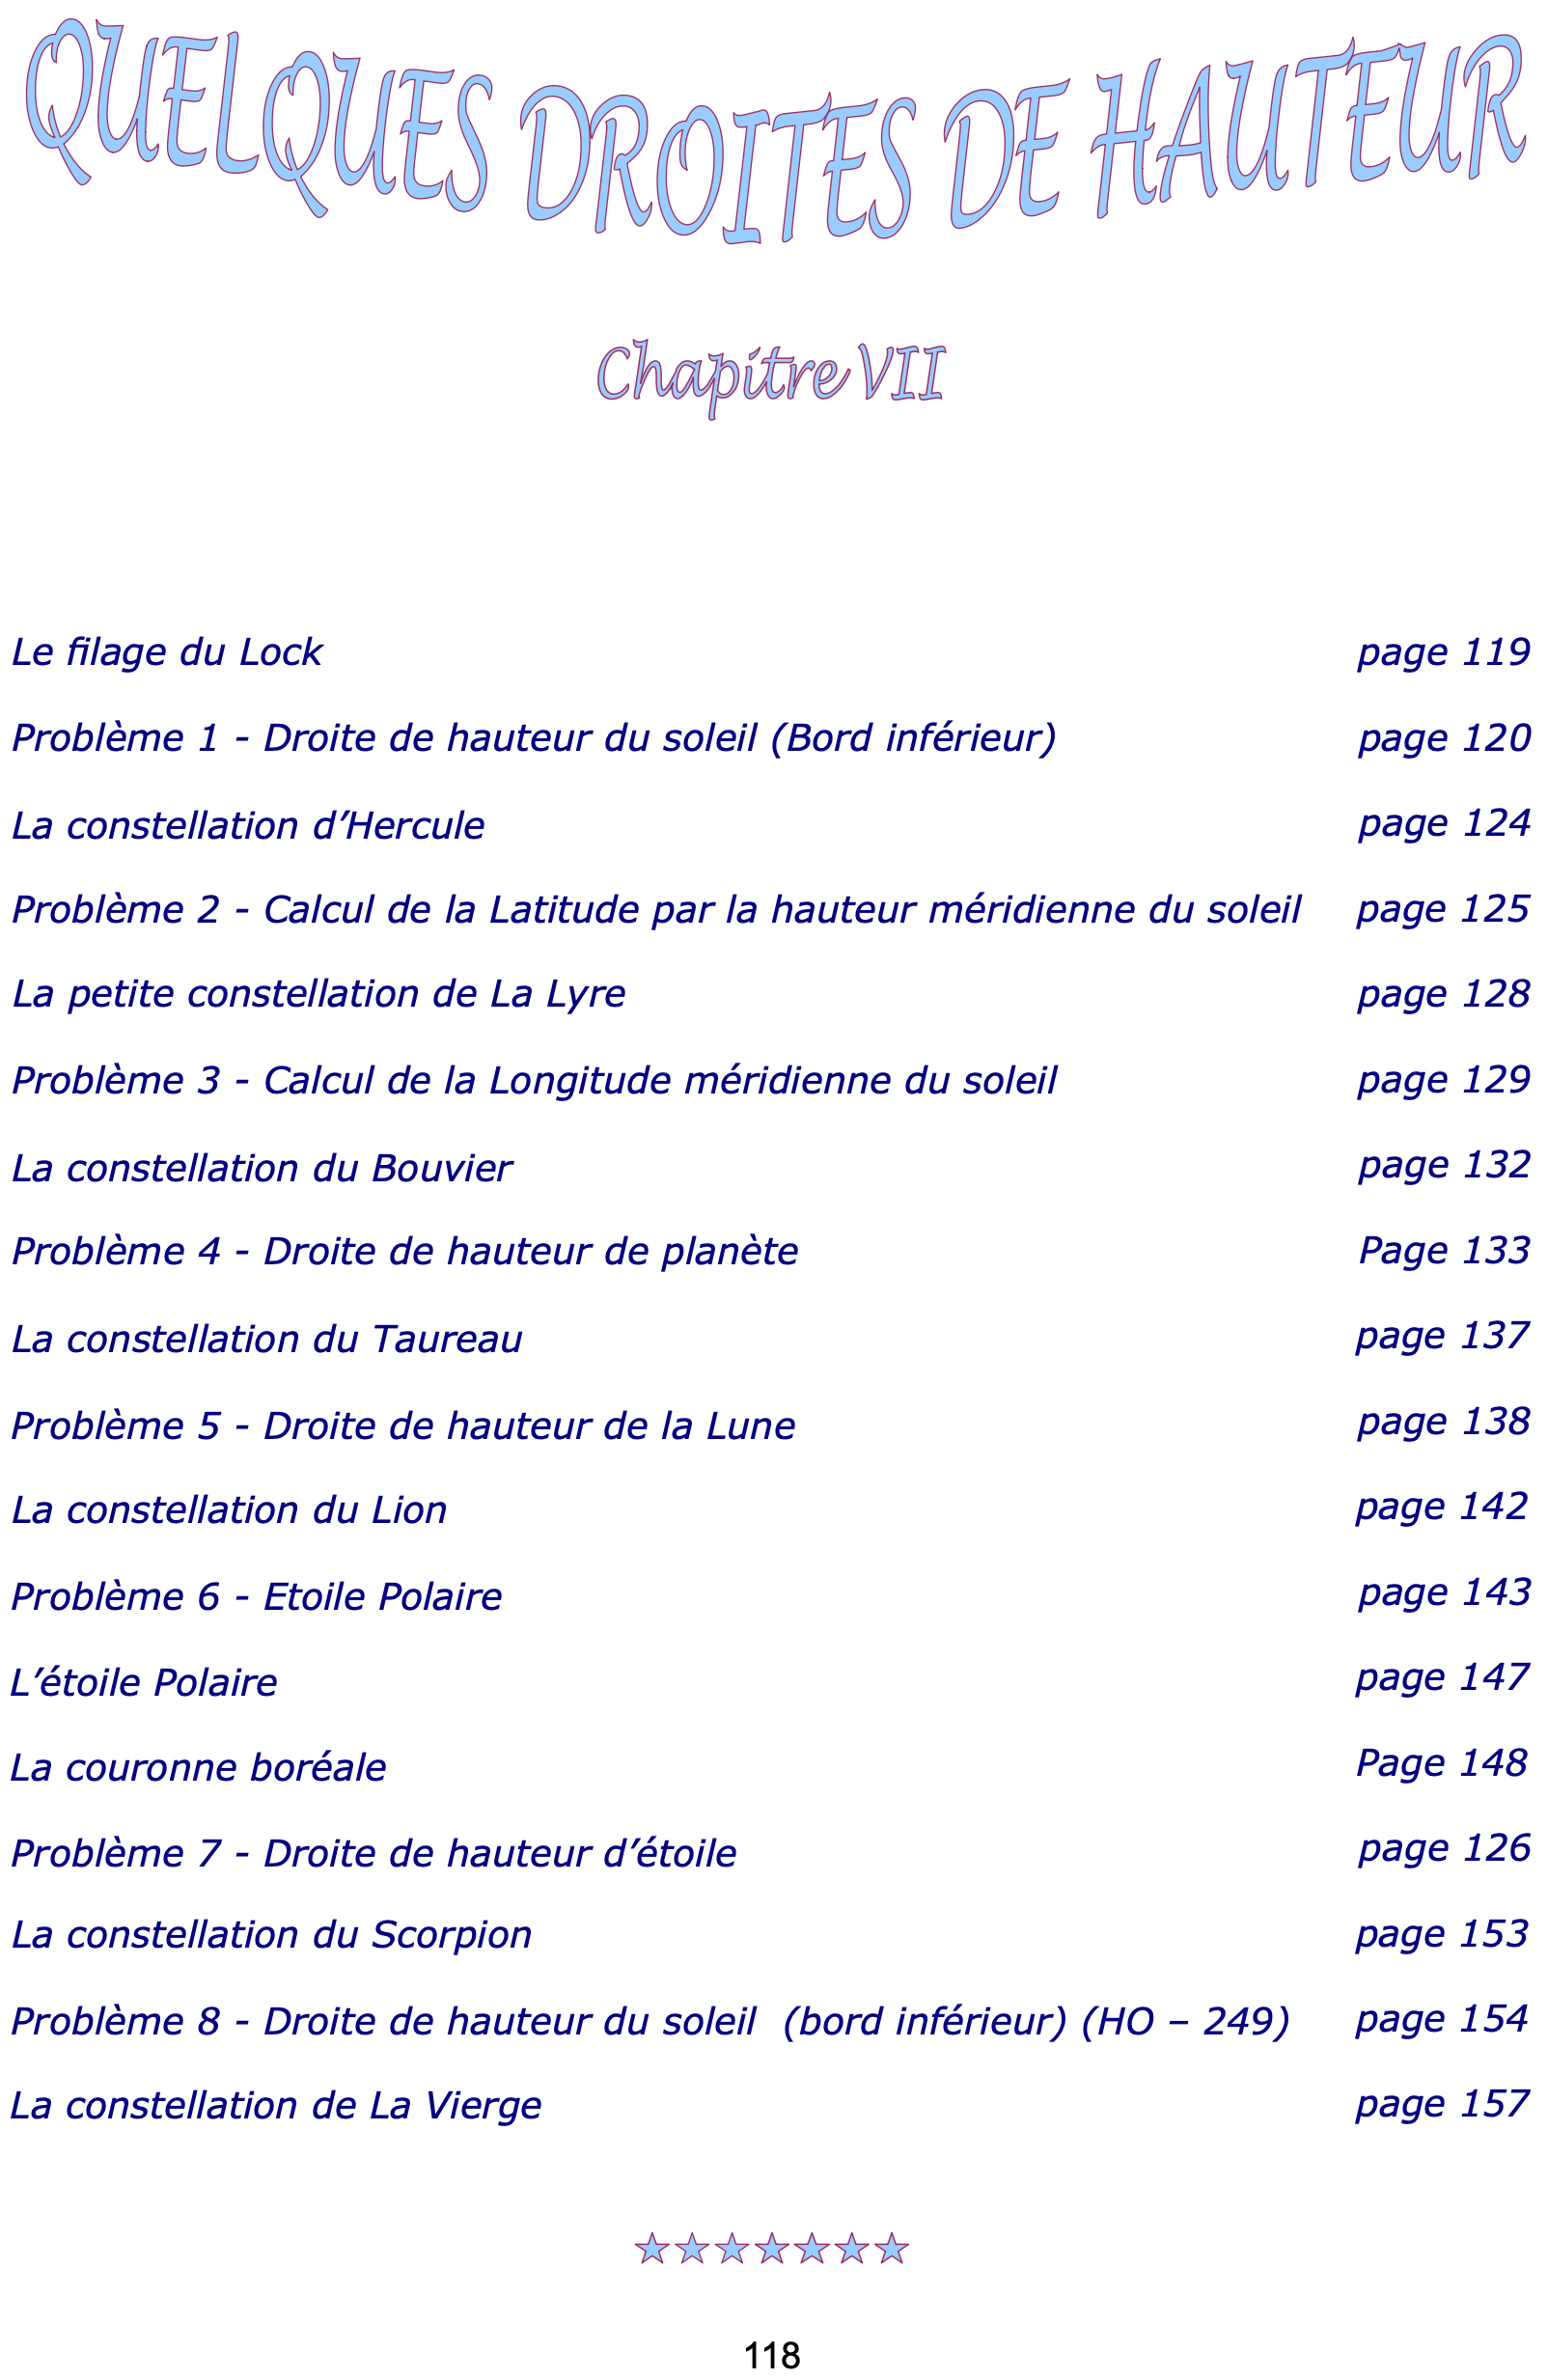 QUELQUES DROITES DE HAUTEUR
Chapitre VII
Le filage du Lock page 119
Problème 1 - Droite de hauteur du soleil (Bord inférieur) page 120
La constellation d’Hercule page 124
Problème 2 - Calcul de la Latitude par la hauteur méridienne du soleil page 125
La petite constellation de La Lyre page 128
Problème 3 - Calcul de la Longitude méridienne du soleil page 129
La constellation du Bouvier page 132
Problème 4 - Droite de hauteur de planète Page 133
La constellation du Taureau page 137
Problème 5 - Droite de hauteur de la Lune page 138
La constellation du Lion page 142
Problème 6 - Etoile Polaire page 143
L’étoile Polaire page 147
La couronne boréale Page 148
Problème 7 - Droite de hauteur d’étoile page 126
La constellation du Scorpion page 153
Problème 8 - Droite de hauteur du soleil (bord inférieur) (HO – 249) page 154
La constellation de La Vierge page 157
118